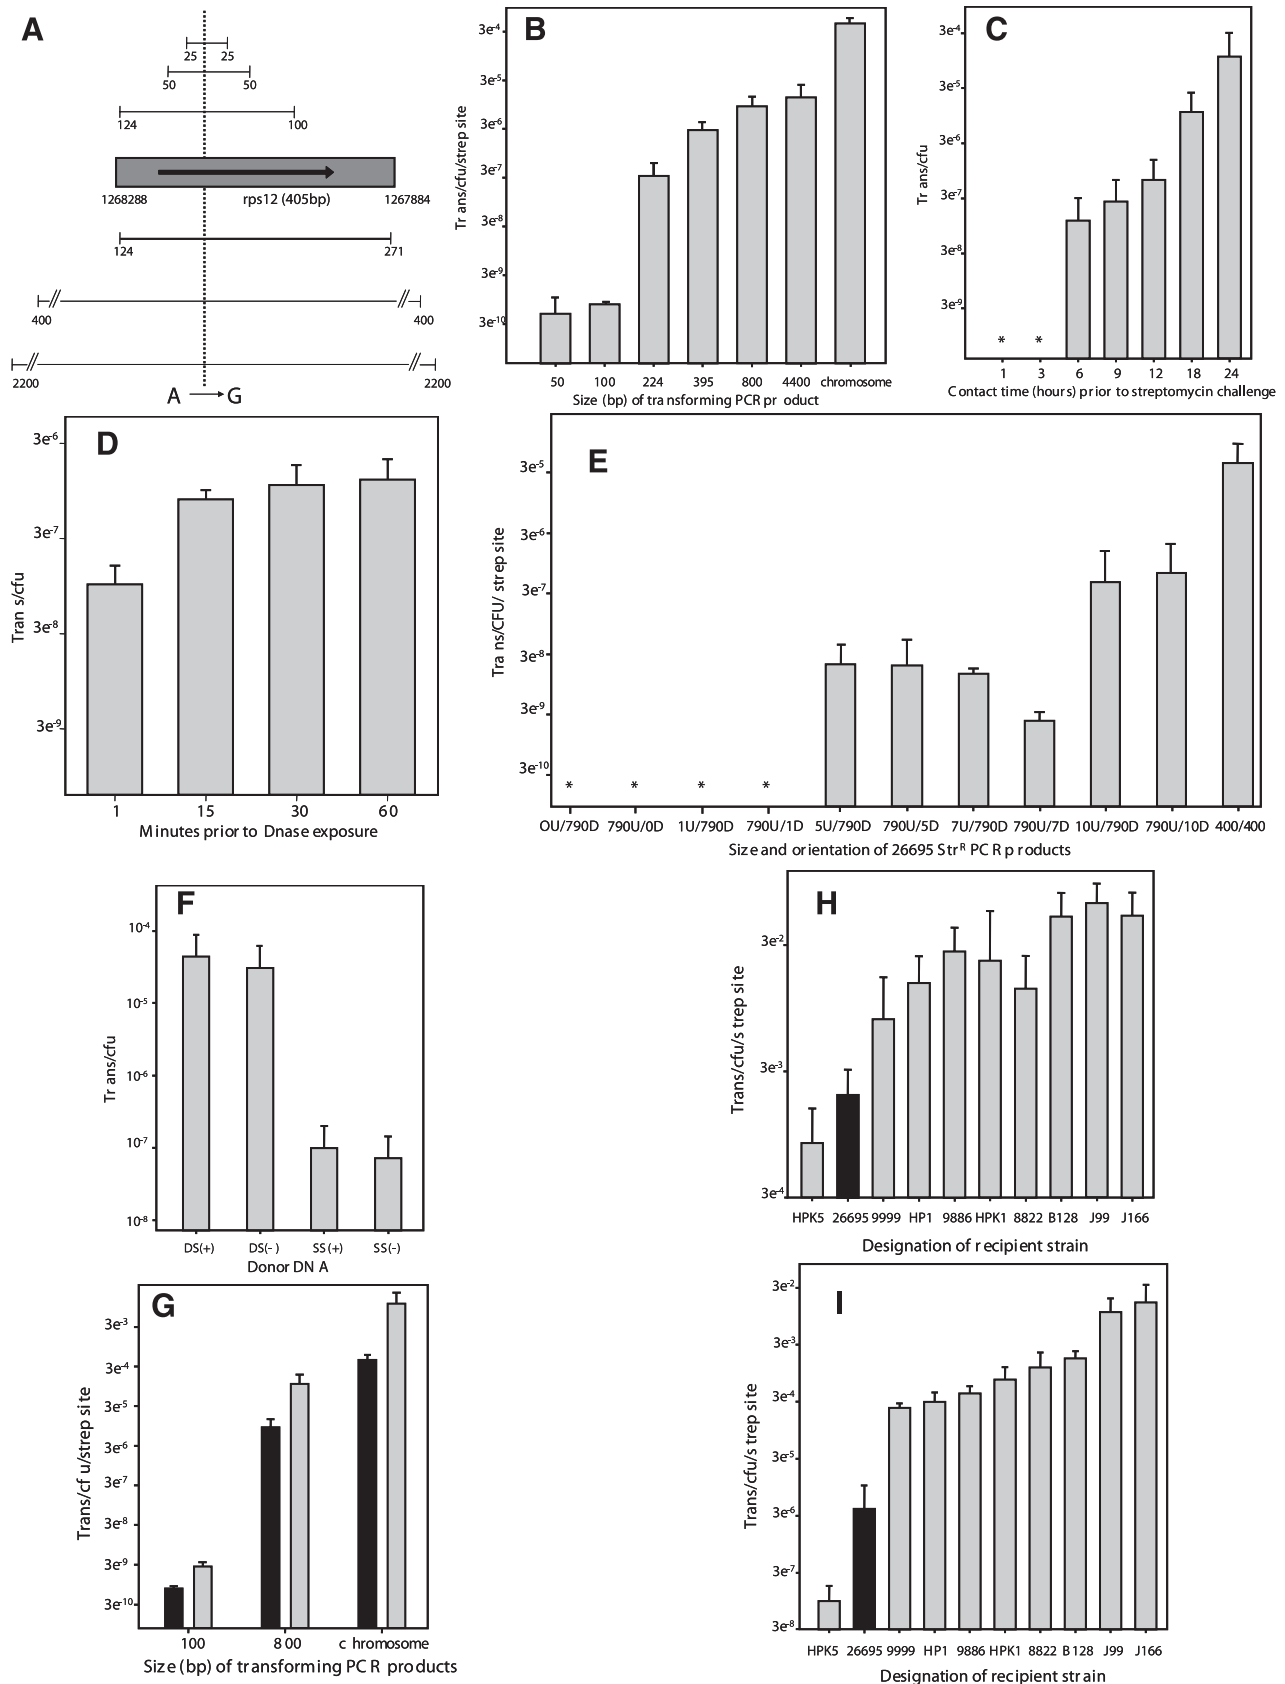 A
25 25
50 50
124 100
1268288 rps12 (405bp) 1267884
124 271
400 400
2200 2200
A G
B
Tr ans/cfu/strep site
3e-4
3e-5
3e-6
3e-7
3e-8
3e-9
3e-10
50 100 224 395 800 4400 chromosome
Size (bp) of transforming PCR pr oduct
C
Tr ans/cfu
3e-4
3e-5
3e-6
3e-7
3e-8
3e-9
* *
1 3 6 9 12 18 24
Contact time (hours) prior to streptomycin challenge
D
Tran s/cfu
3e-6
3e-7
3e-8
3e-9
1 15 30 60
Minutes prior to Dnase exposure
E
Tra ns/CFU/ strep site
3e-5
3e-6
3e-7
3e-8
3e-9
3e-10
* * * *
OU/790D 790U/0D 1U/790D 790U/1D 5U/790D 790U/5D 7U/790D 790U/7D 10U/790D 790U/10D 400/400
Size and orientation of 26695 StrR PCR products
F
Tr ans/cfu
10-4
10-5
10-6
10-7
10-8
DS(+) DS(-) SS(+) SS(-)
Donor DN A
G
Trans/cf u/strep site
3e-3
3e-4
3e-5
3e-6
3e-7
3e-8
3e-9
3e-10
100 800 c hromosome
Size (bp) of transforming PCR products
H
Trans/cfu/s trep site
3e-2
3e-3
3e-4
HPK5 26695 9999 HP1 9886 HPK1 8822 B128 J99 J166
Designation of recipient strain
I
Trans/cfu/s trep site
3e-2
3e-3
3e-4
3e-5
3e-6
3e-7
3e-8
HPK5 26695 9999 HP1 9886 HPK1 8822 B128 J99 J166
Designation of recipient strain